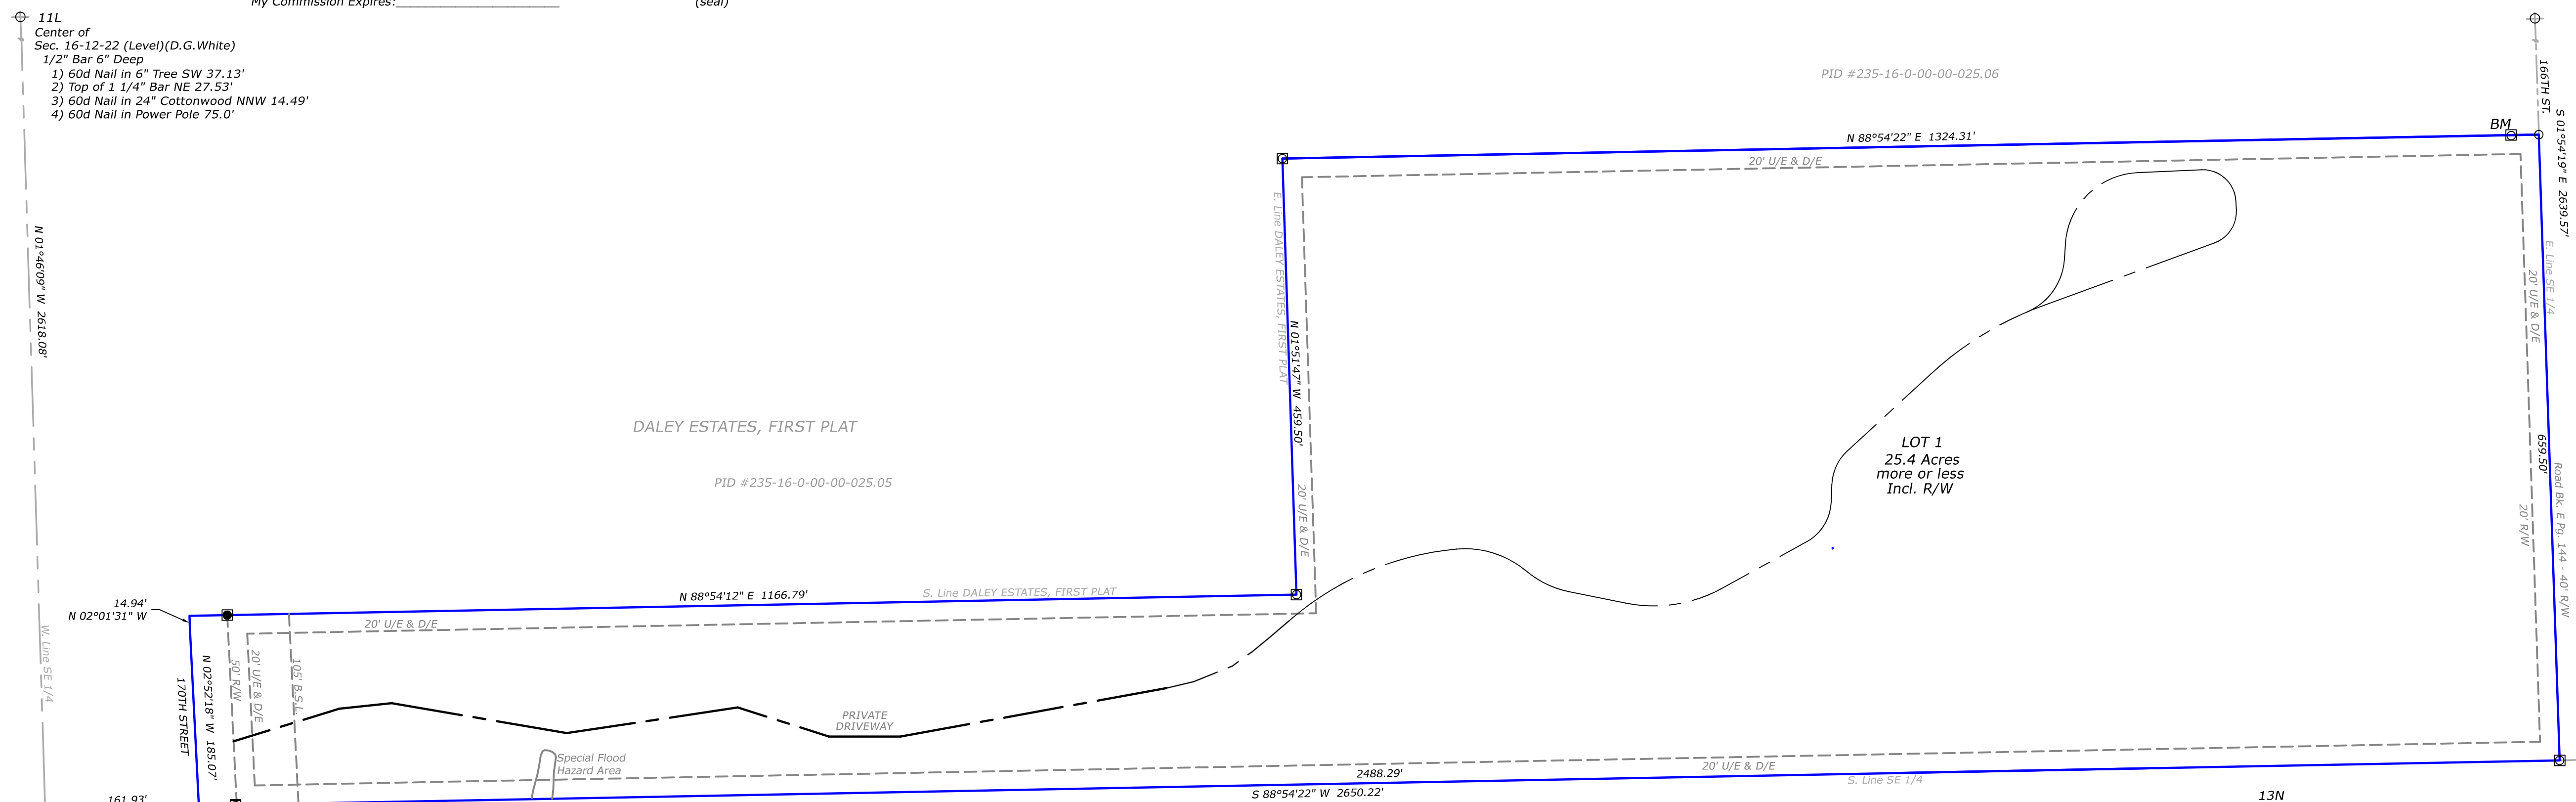 My Commission Expires:__________________________ (seal)
11L
Center of
Sec. 16-12-22 (Level)(D.G.White)
1/2" Bar 6" Deep
1) 60d Nail in 6" Tree SW 37.13'
2) Top of 1 1/4" Bar NE 27.53'
3) 60d Nail in 24" Cottonwood NNW 14.49'
4) 60d Nail in Power Pole 75.0'
PID #235-16-0-00-00-025.06
166TH ST.
S 01°54'19" E 2639.57'
BM
N 88°54'22" E 1324.31'
20' U/E & D/E
N 01°46'09" W 2618.08'
E. Line DALEY ESTATES, FIRST PLAT
N 01°51'47" W 459.50'
20' U/E & D/E
E. Line SE 1/4
20' U/E & D/E
DALEY ESTATES, FIRST PLAT
PID #235-16-0-00-00-025.05
LOT 1
25.4 Acres
more or less
Incl. R/W
659.50'
Road Bk. E Pg. 144 - 40' R/W
20' R/W
14.94'
N 02°01'31" W
N 88°54'12" E 1166.79'
S. Line DALEY ESTATES, FIRST PLAT
20' U/E & D/E
W. Line SE 1/4
170TH STREET
N 02°52'18" W 185.07'
50' R/W
20' U/E & D/E
105' B.S.L.
PRIVATE
DRIVEWAY
Special Flood
Hazard Area
2488.29'
20' U/E & D/E
S. Line SE 1/4
S 88°54'22" W 2650.22'
161.93'
13N